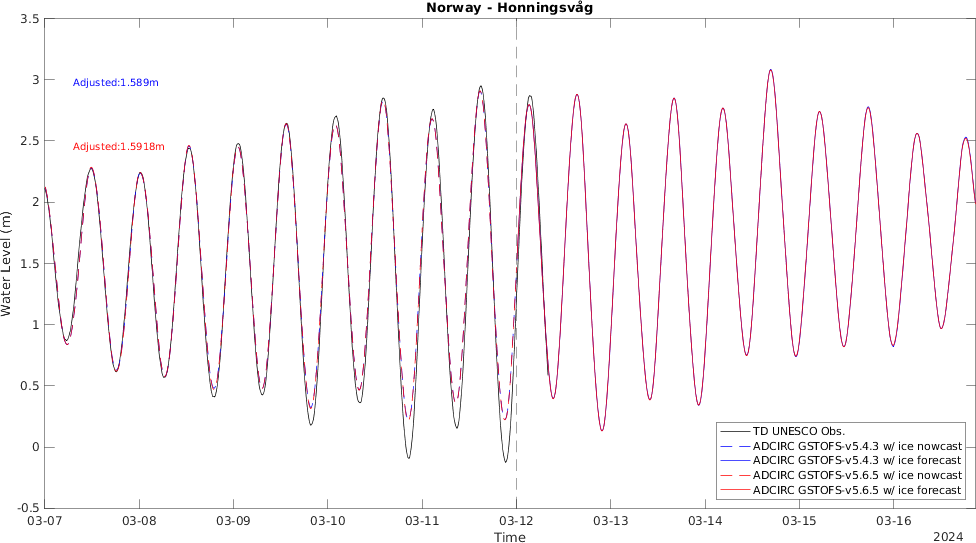 Norway - Honningsvåg
3.5
3
2.5
2
1.5
1
0.5
0
-0.5
Water Level (m)
Adjusted:1.589m
Adjusted:1.5918m
TD UNESCO Obs.
ADCIRC GSTOFS-v5.4.3 w/ ice nowcast
ADCIRC GSTOFS-v5.4.3 w/ ice forecast
ADCIRC GSTOFS-v5.6.5 w/ ice nowcast
ADCIRC GSTOFS-v5.6.5 w/ ice forecast
03-07 03-08 03-09 03-10 03-11 03-12 03-13 03-14 03-15 03-16
Time
2024